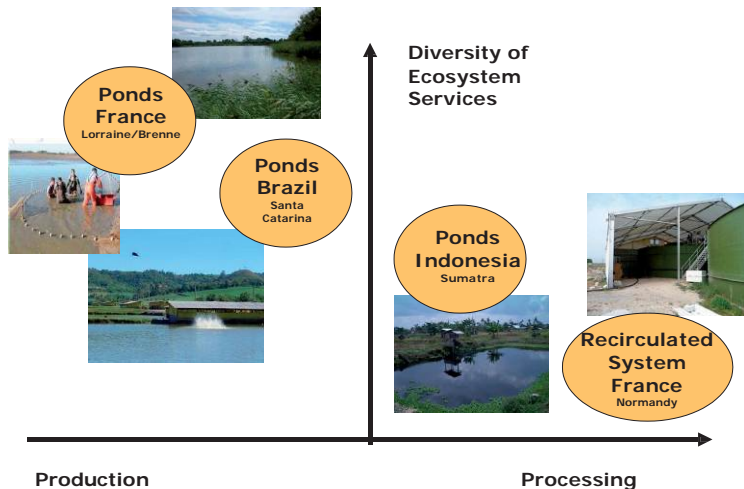 Diversity of
Ecosystem
Services
Ponds
France
Lorraine/Brenne
Ponds
Brazil
Santa
Catarina
Ponds
Indonesia
Sumatra
Recirculated
System
France
Normandy
Production
Processing